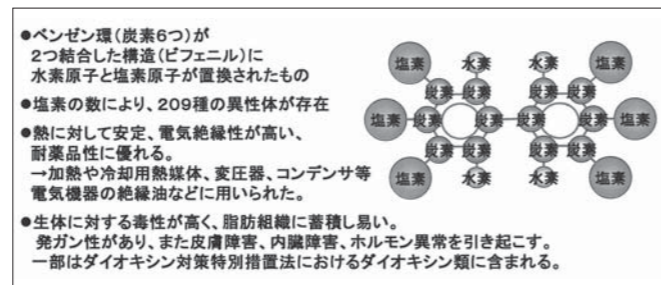 ●ベンゼン環(炭素6つ)が
2つ結合した構造(ビフェニル)に
水素原子と塩素原子が置換されたもの
●塩素の数により、209種の異性体が存在
●熱に対して安定、電気絶縁性が高い、
耐薬品性に優れる。
→加熱や冷却用熱媒体、変圧器、コンデンサ等
電気機器の絶縁油などに用いられた。
●生体に対する毒性が高く、脂肪組織に蓄積し易い。
発ガン性があり、また皮膚障害、内臓障害、ホルモン異常を引き起こす。
一部はダイオキシン対策特別措置法におけるダイオキシン類に含まれる。
塩素 水素 水素 塩素
炭素 炭素 炭素 炭素
塩素 炭素 炭素 炭素 炭素 塩素
炭素 炭素 炭素 炭素
塩素 水素 水素 塩素